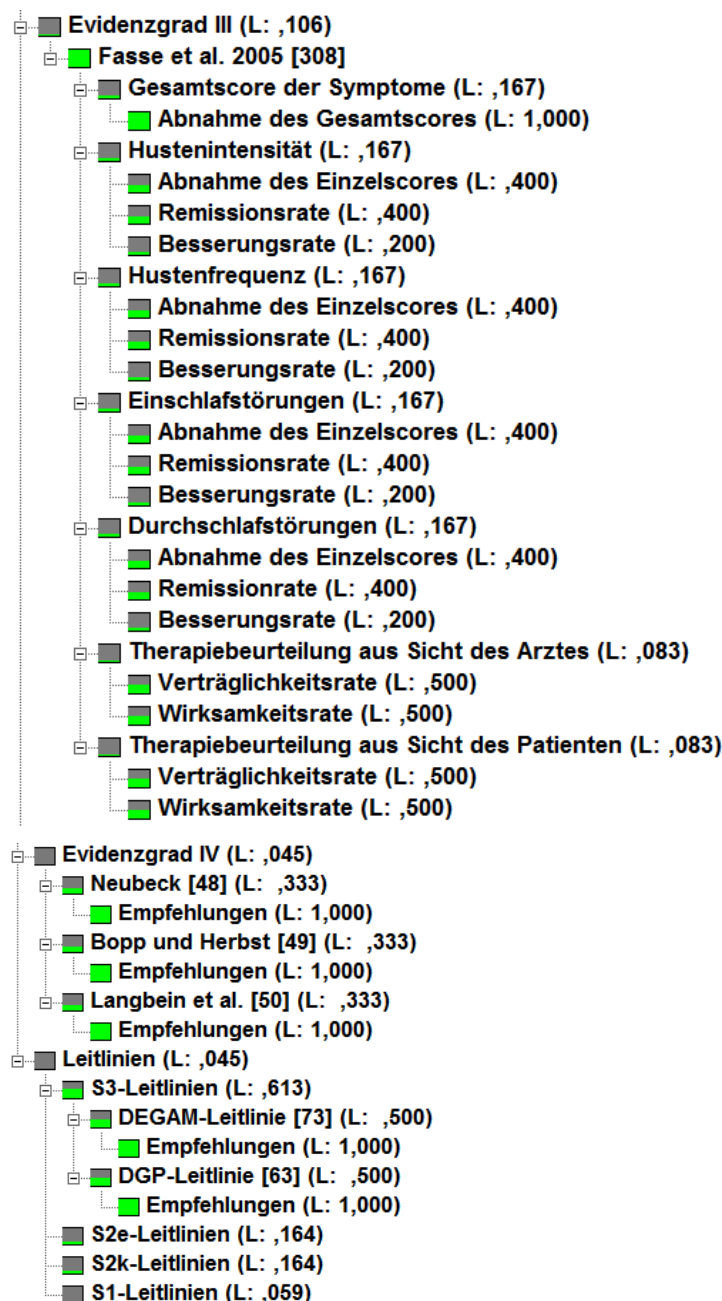 Evidenzgrad III (L: ,106)
Fasse et al. 2005 [308]
Gesamtscore der Symptome (L: ,167)
Abnahme des Gesamtscores (L: 1,000)
Hustenintensität (L: ,167)
Abnahme des Einzelscores (L: ,400)
Remissionsrate (L: ,400)
Besserungsrate (L: ,200)
Hustenfrequenz (L: ,167)
Abnahme des Einzelscores (L: ,400)
Remissionsrate (L: ,400)
Besserungsrate (L: ,200)
Einschlafstörungen (L: ,167)
Abnahme des Einzelscores (L: ,400)
Remissionsrate (L: ,400)
Besserungsrate (L: ,200)
Durchschlafstörungen (L: ,167)
Abnahme des Einzelscores (L: ,400)
Remissionrate (L: ,400)
Besserungsrate (L: ,200)
Therapiebeurteilung aus Sicht des Arztes (L: ,083)
Verträglichkeitsrate (L: ,500)
Wirksamkeitsrate (L: ,500)
Therapiebeurteilung aus Sicht des Patienten (L: ,083)
Verträglichkeitsrate (L: ,500)
Wirksamkeitsrate (L: ,500)
Evidenzgrad IV (L: ,045)
Neubeck [48] (L: ,333)
Empfehlungen (L: 1,000)
Bopp und Herbst [49] (L: ,333)
Empfehlungen (L: 1,000)
Langbein et al. [50] (L: ,333)
Empfehlungen (L: 1,000)
Leitlinien (L: ,045)
S3-Leitlinien (L: ,613)
DEGAM-Leitlinie [73] (L: ,500)
Empfehlungen (L: 1,000)
DGP-Leitlinie [63] (L: ,500)
Empfehlungen (L: 1,000)
S2e-Leitlinien (L: ,164)
S2k-Leitlinien (L: ,164)
S1-Leitlinien (L: ,059)